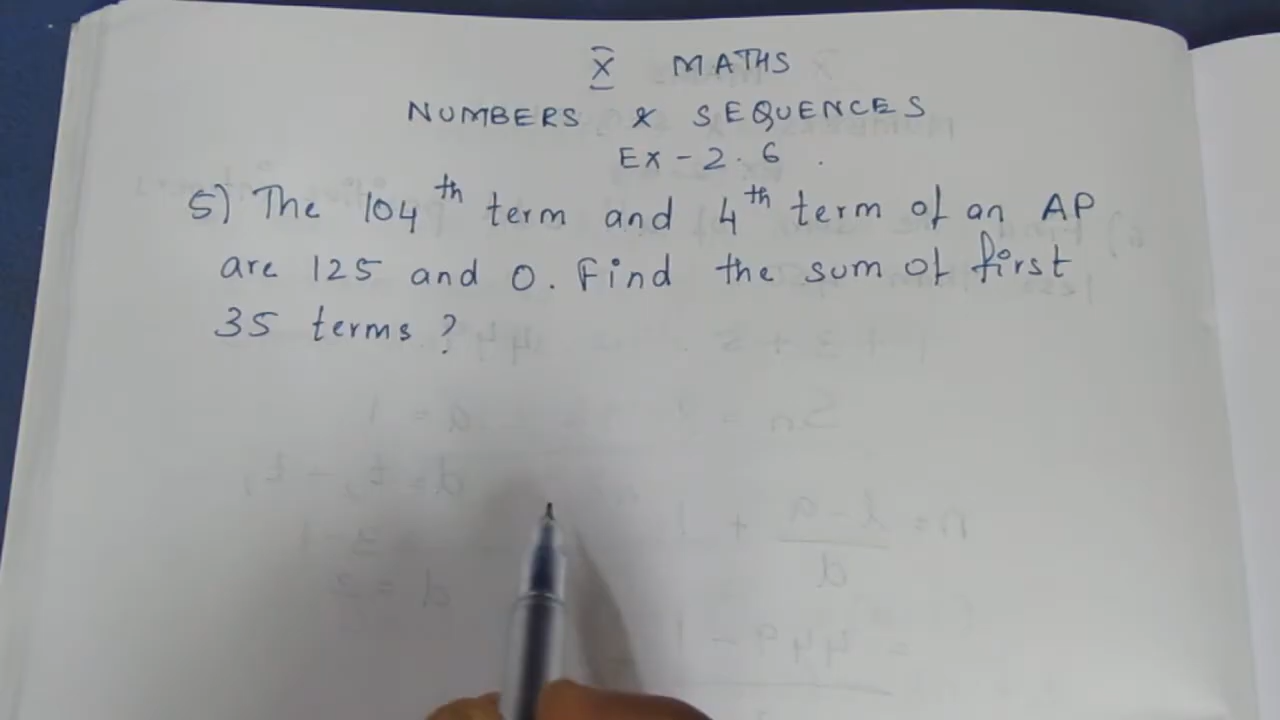 X MATHS
NUMBERS & SEQUENCES
Ex - 2.6.
5) The 104th term and 4th term of an AP
are 125 and 0. Find the sum of first
35 terms?